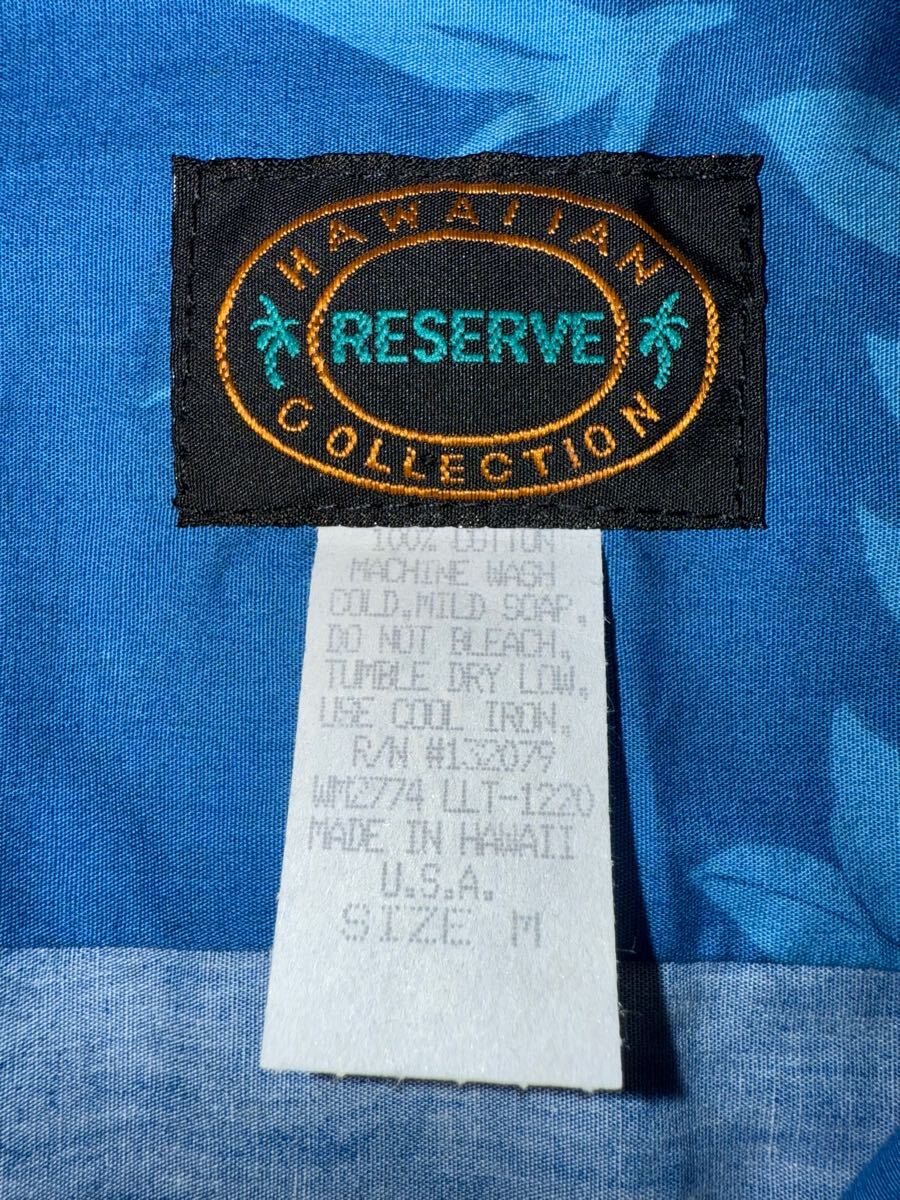 HAWAIIAN
RESERVE
COLLECTION
100% COTTON
MACHINE WASH
COLD.MILD SOAP.
DO NOT BLEACH.
TUMBLE DRY LOW.
USE COOL IRON.
R/N #132079
WM2774 LLT-1220
MADE IN HAWAII
U.S.A.
SIZE M